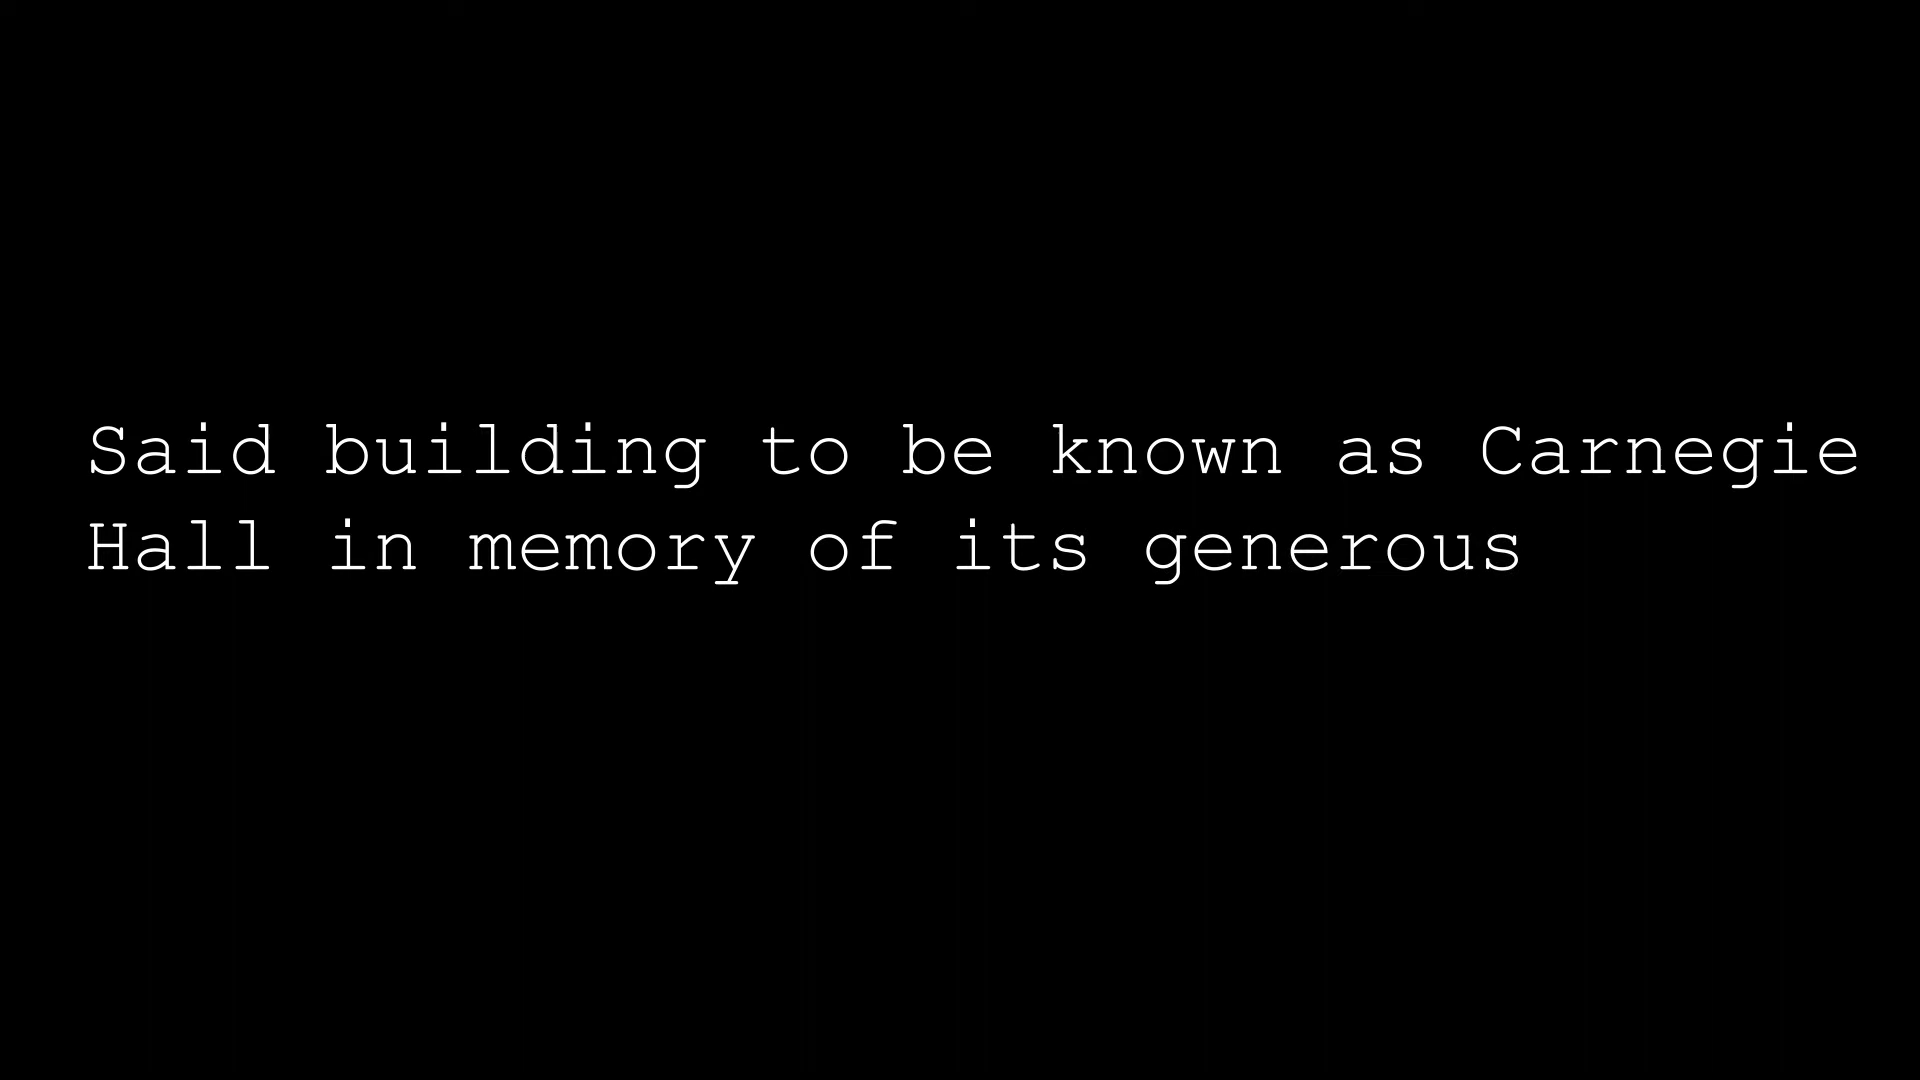 Said building to be known as Carnegie
Hall in memory of its generous